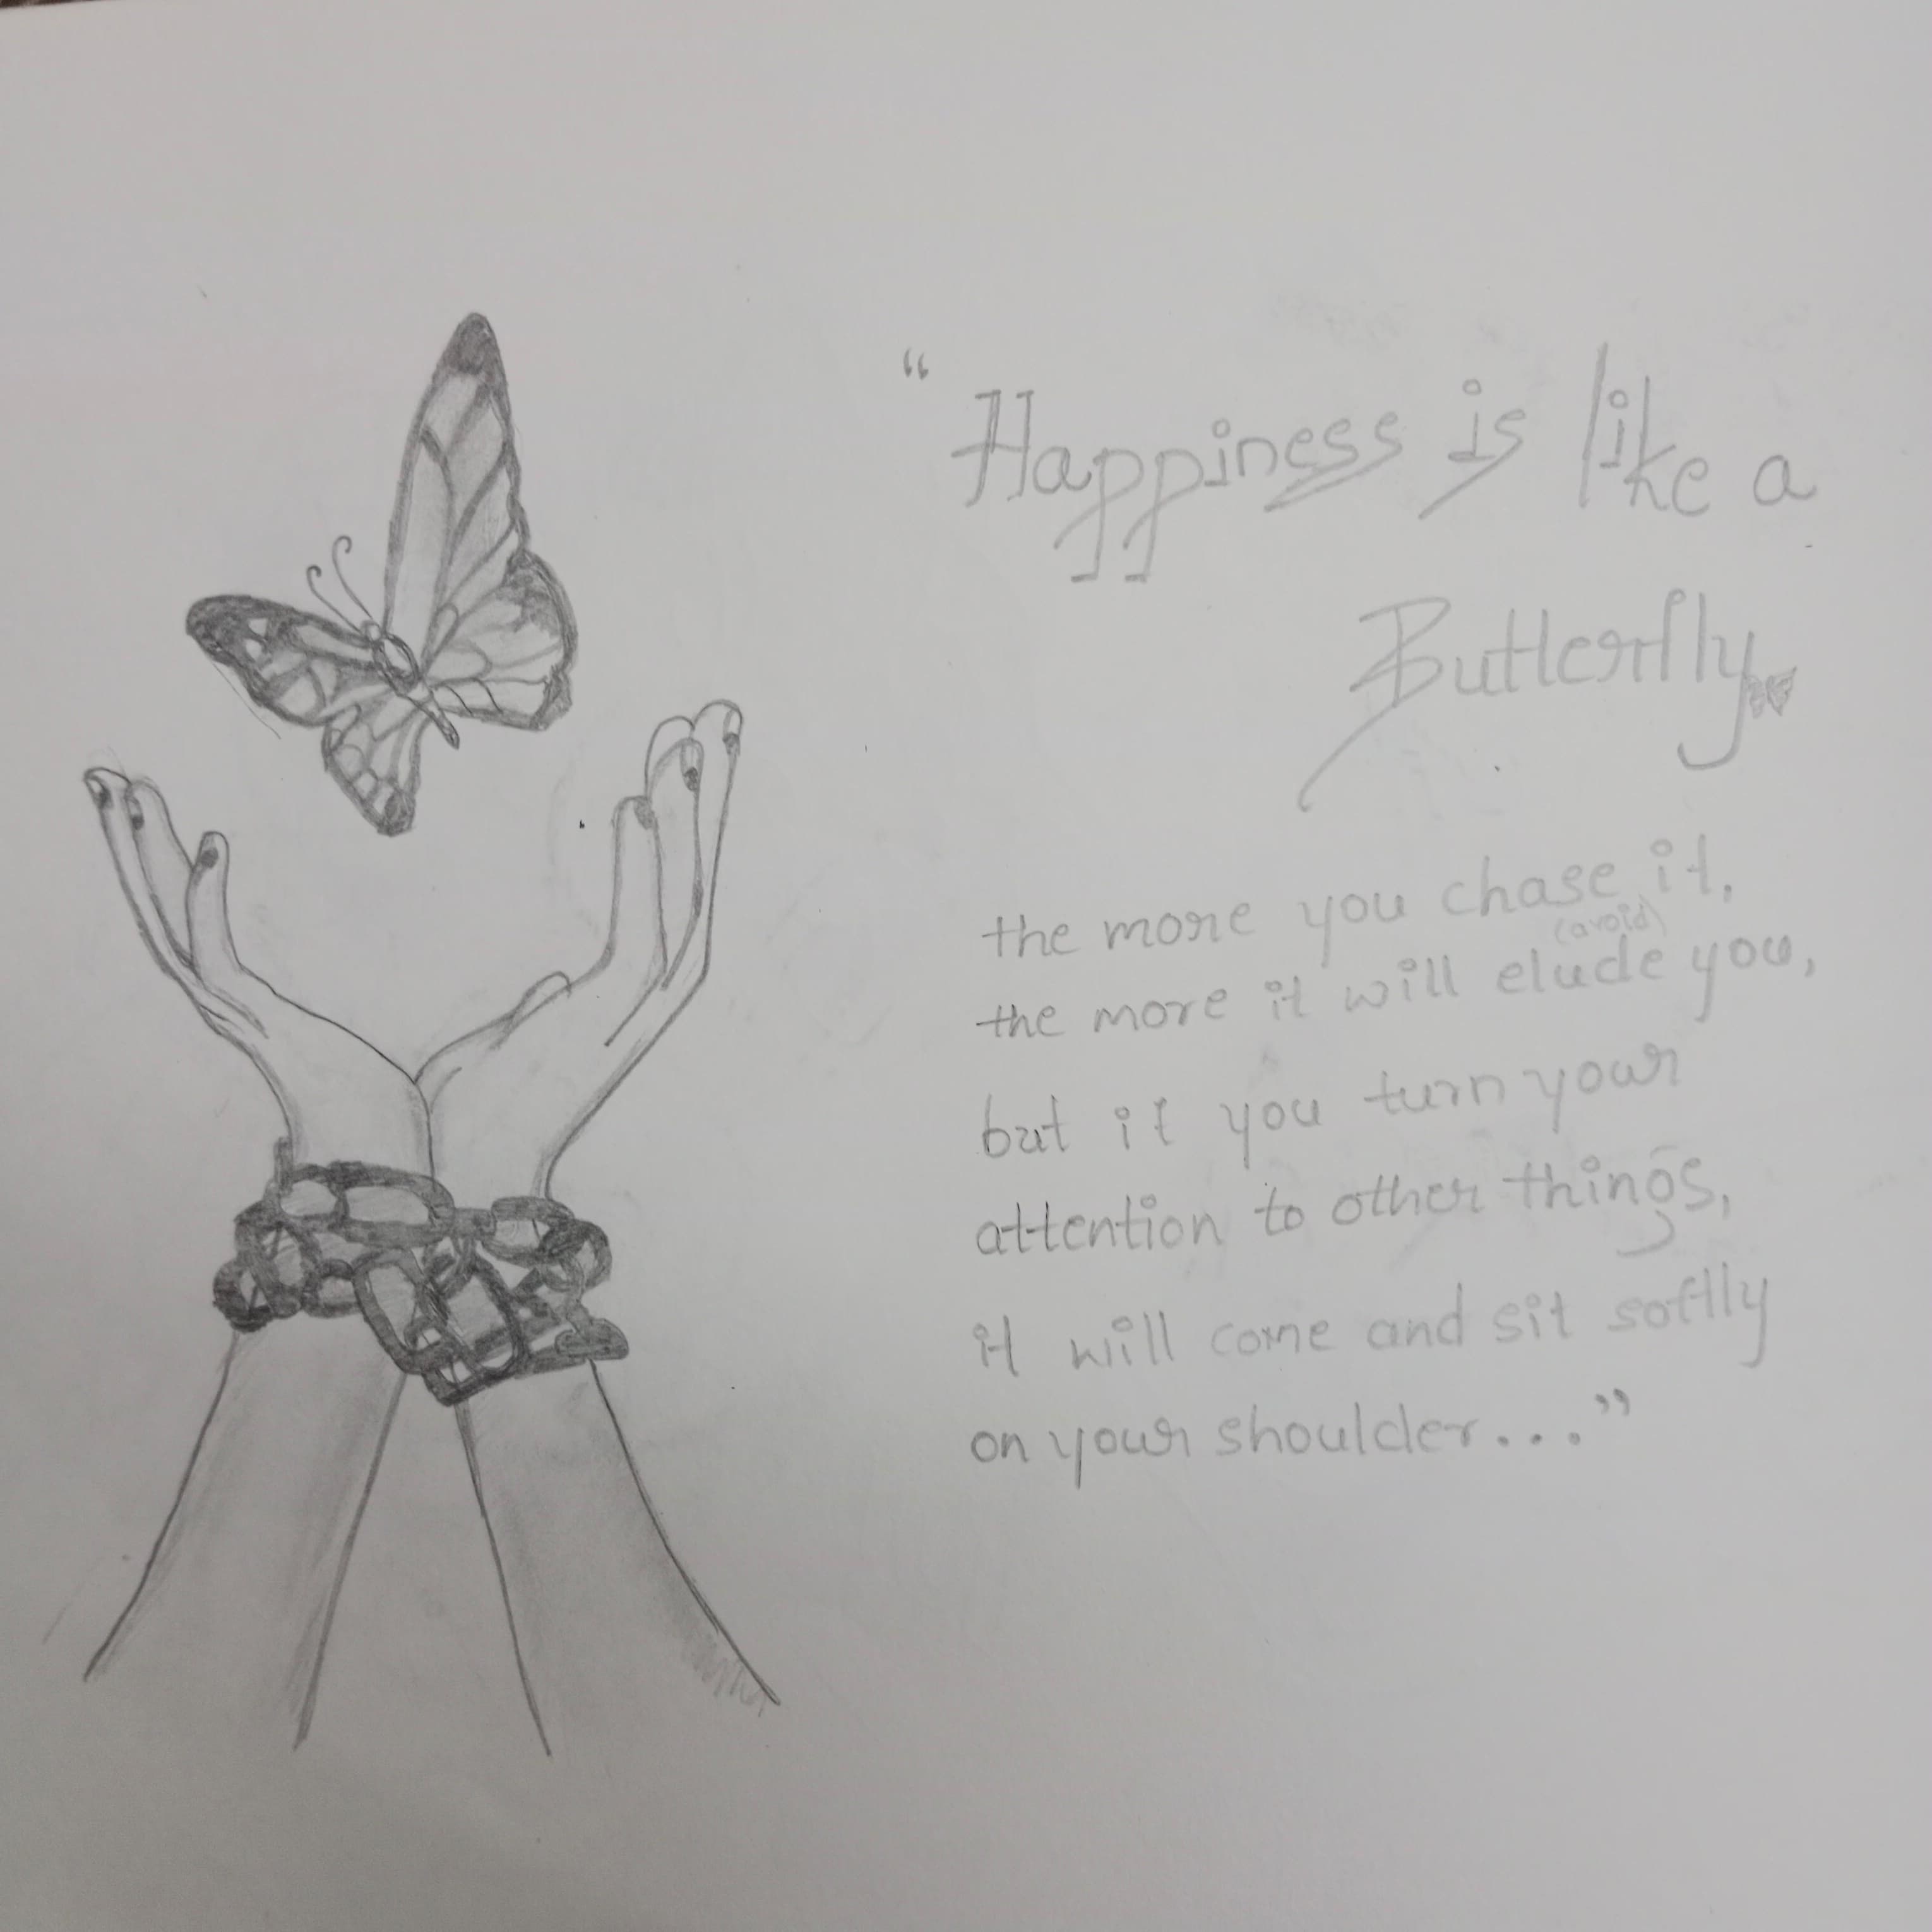 “Happiness is like a
Butterfly
the more you chase it,
(avoid)
the more it will elude you,
but if you turn your
attention to other things,
it will come and sit softly
on your shoulder...”